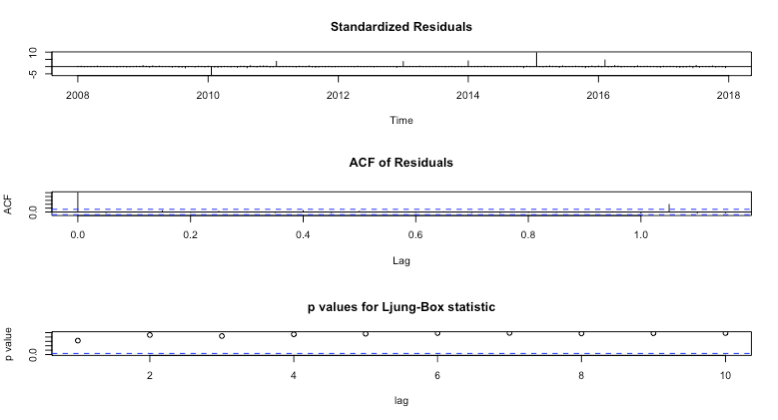 Standardized Residuals
10
-5
2008 2010 2012 2014 2016 2018
Time
ACF of Residuals
ACF
0.0
0.0 0.2 0.4 0.6 0.8 1.0
Lag
p values for Ljung-Box statistic
p value
0.0
2 4 6 8 10
lag